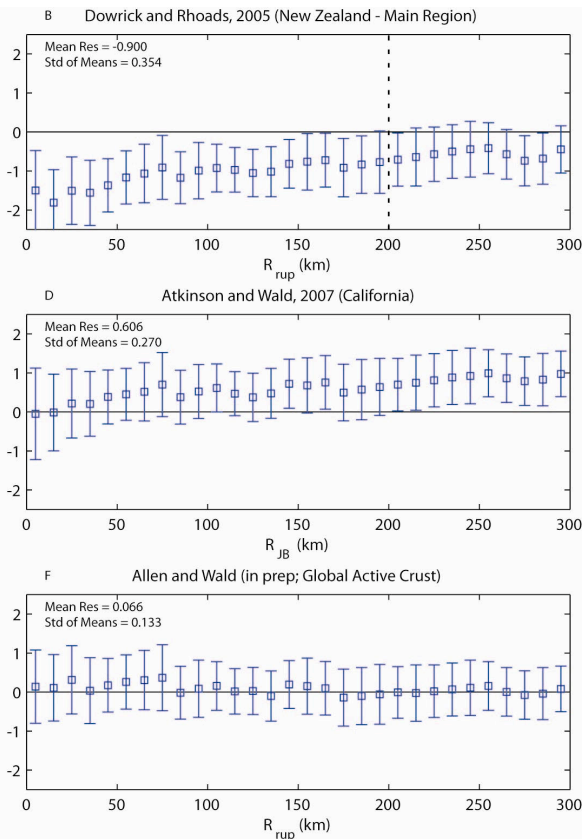 B Dowrick and Rhoads, 2005 (New Zealand - Main Region)
Mean Res = -0.900
Std of Means = 0.354
2
1
0
-1
-2
0 50 100 150 200 250 300
R rup (km)
D Atkinson and Wald, 2007 (California)
Mean Res = 0.606
Std of Means = 0.270
2
1
0
-1
-2
0 50 100 150 200 250 300
R JB (km)
F Allen and Wald (in prep; Global Active Crust)
Mean Res = 0.066
Std of Means = 0.133
2
1
0
-1
-2
0 50 100 150 200 250 300
R rup (km)